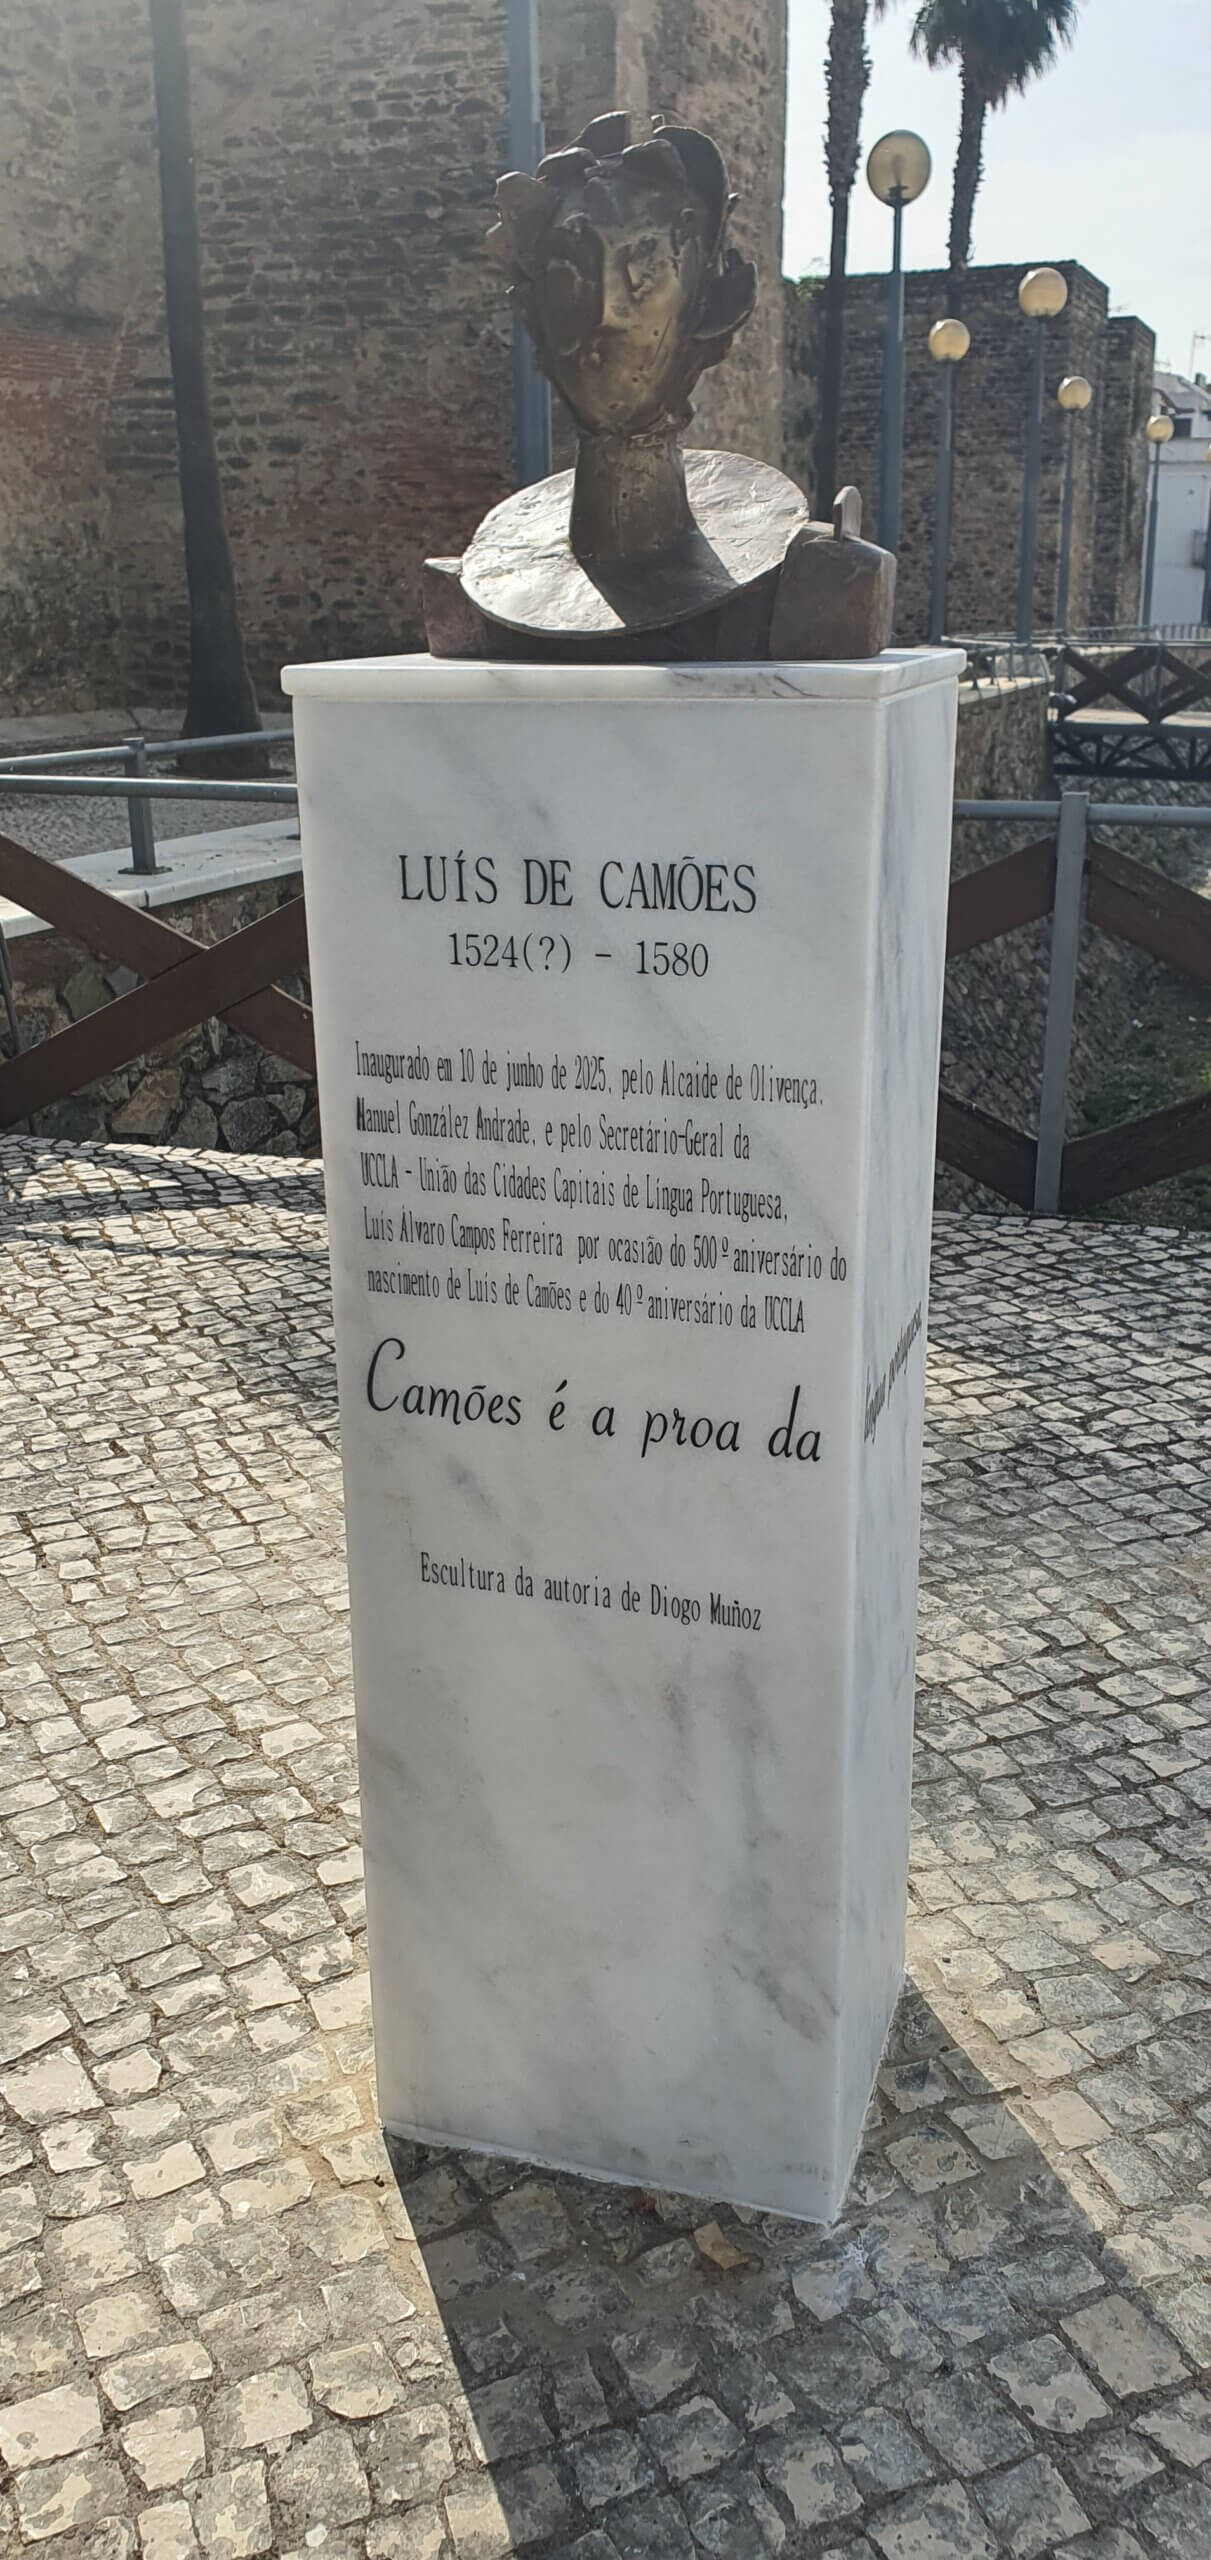 LUÍS DE CAMÕES
1524(?) - 1580
Inaugurado em 10 de junho de 2025, pelo Alcaide de Olivença,
Manuel González Andrade, e pelo Secretário-Geral da
UCCLA - União das Cidades Capitais de Língua Portuguesa,
Luís Álvaro Campos Ferreira por ocasião do 500º aniversário do
nascimento de Luís de Camões e do 40º aniversário da UCCLA
Camões é a proa da
língua portuguesa
Escultura da autoria de Diogo Muñoz